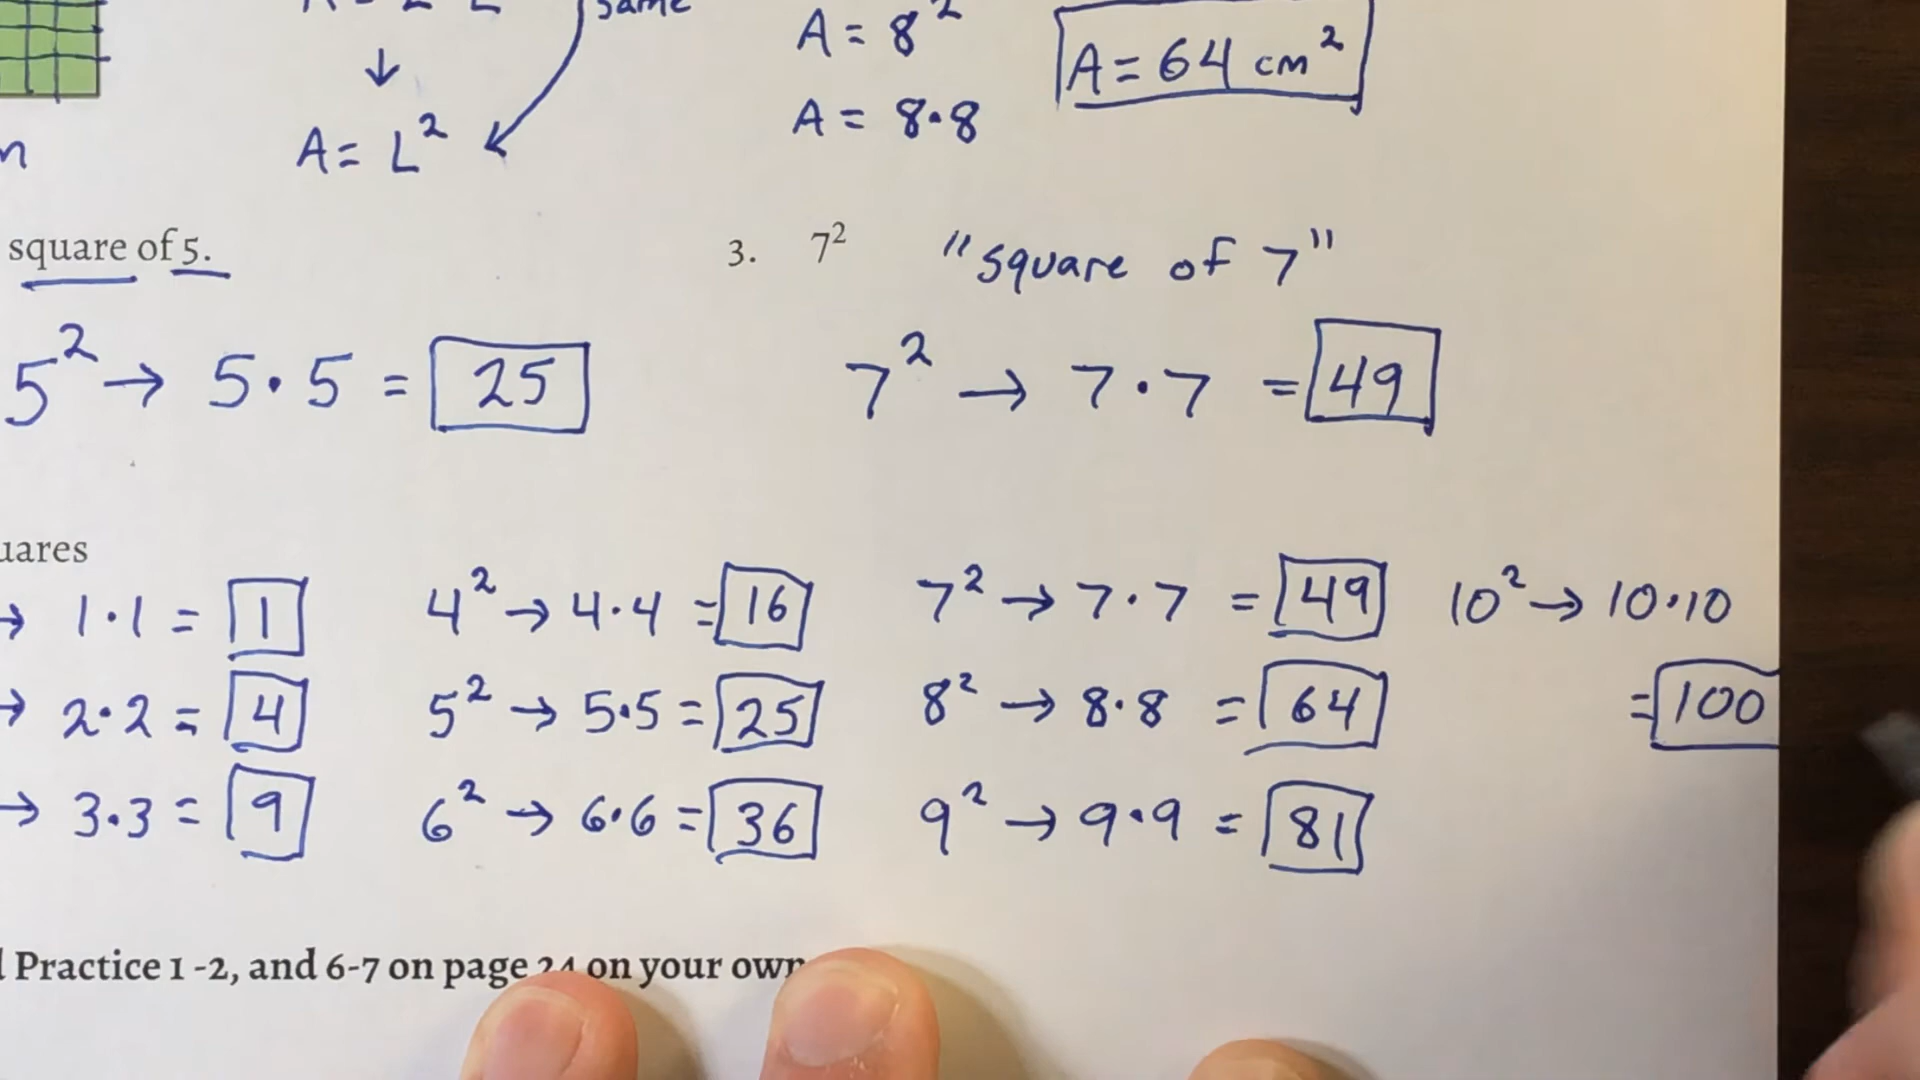 same
A = 8²
A = 64 cm²
A = L²
A = 8·8
square of 5.
3. 7² "square of 7"
5² → 5·5 = 25
7² → 7·7 = 49
→ 1·1 = 1 4² → 4·4 = 16 7² → 7·7 = 49 10² → 10·10
→ 2·2 = 4 5² → 5·5 = 25 8² → 8·8 = 64 = 100
→ 3·3 = 9 6² → 6·6 = 36 9² → 9·9 = 81
Practice 1 -2, and 6-7 on page 24 on your own